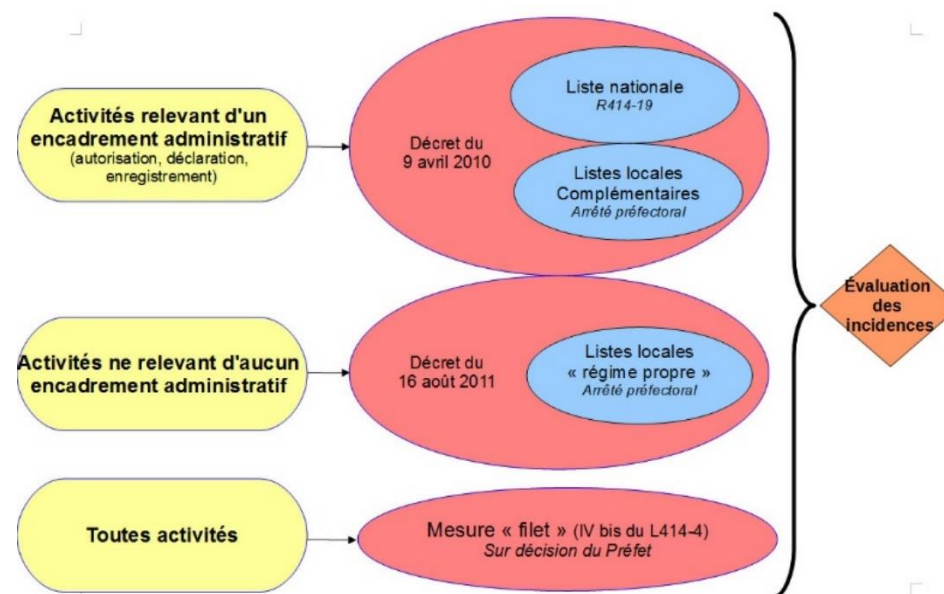 Activités relevant d'un
encadrement administratif
(autorisation, déclaration,
enregistrement)
Décret du
9 avril 2010
Liste nationale
R414-19
Listes locales
Complémentaires
Arrêté préfectoral
Activités ne relevant d'aucun
encadrement administratif
Décret du
16 août 2011
Listes locales
« régime propre »
Arrêté préfectoral
Toutes activités
Mesure « filet » (IV bis du L414-4)
Sur décision du Préfet
Évaluation
des
incidences